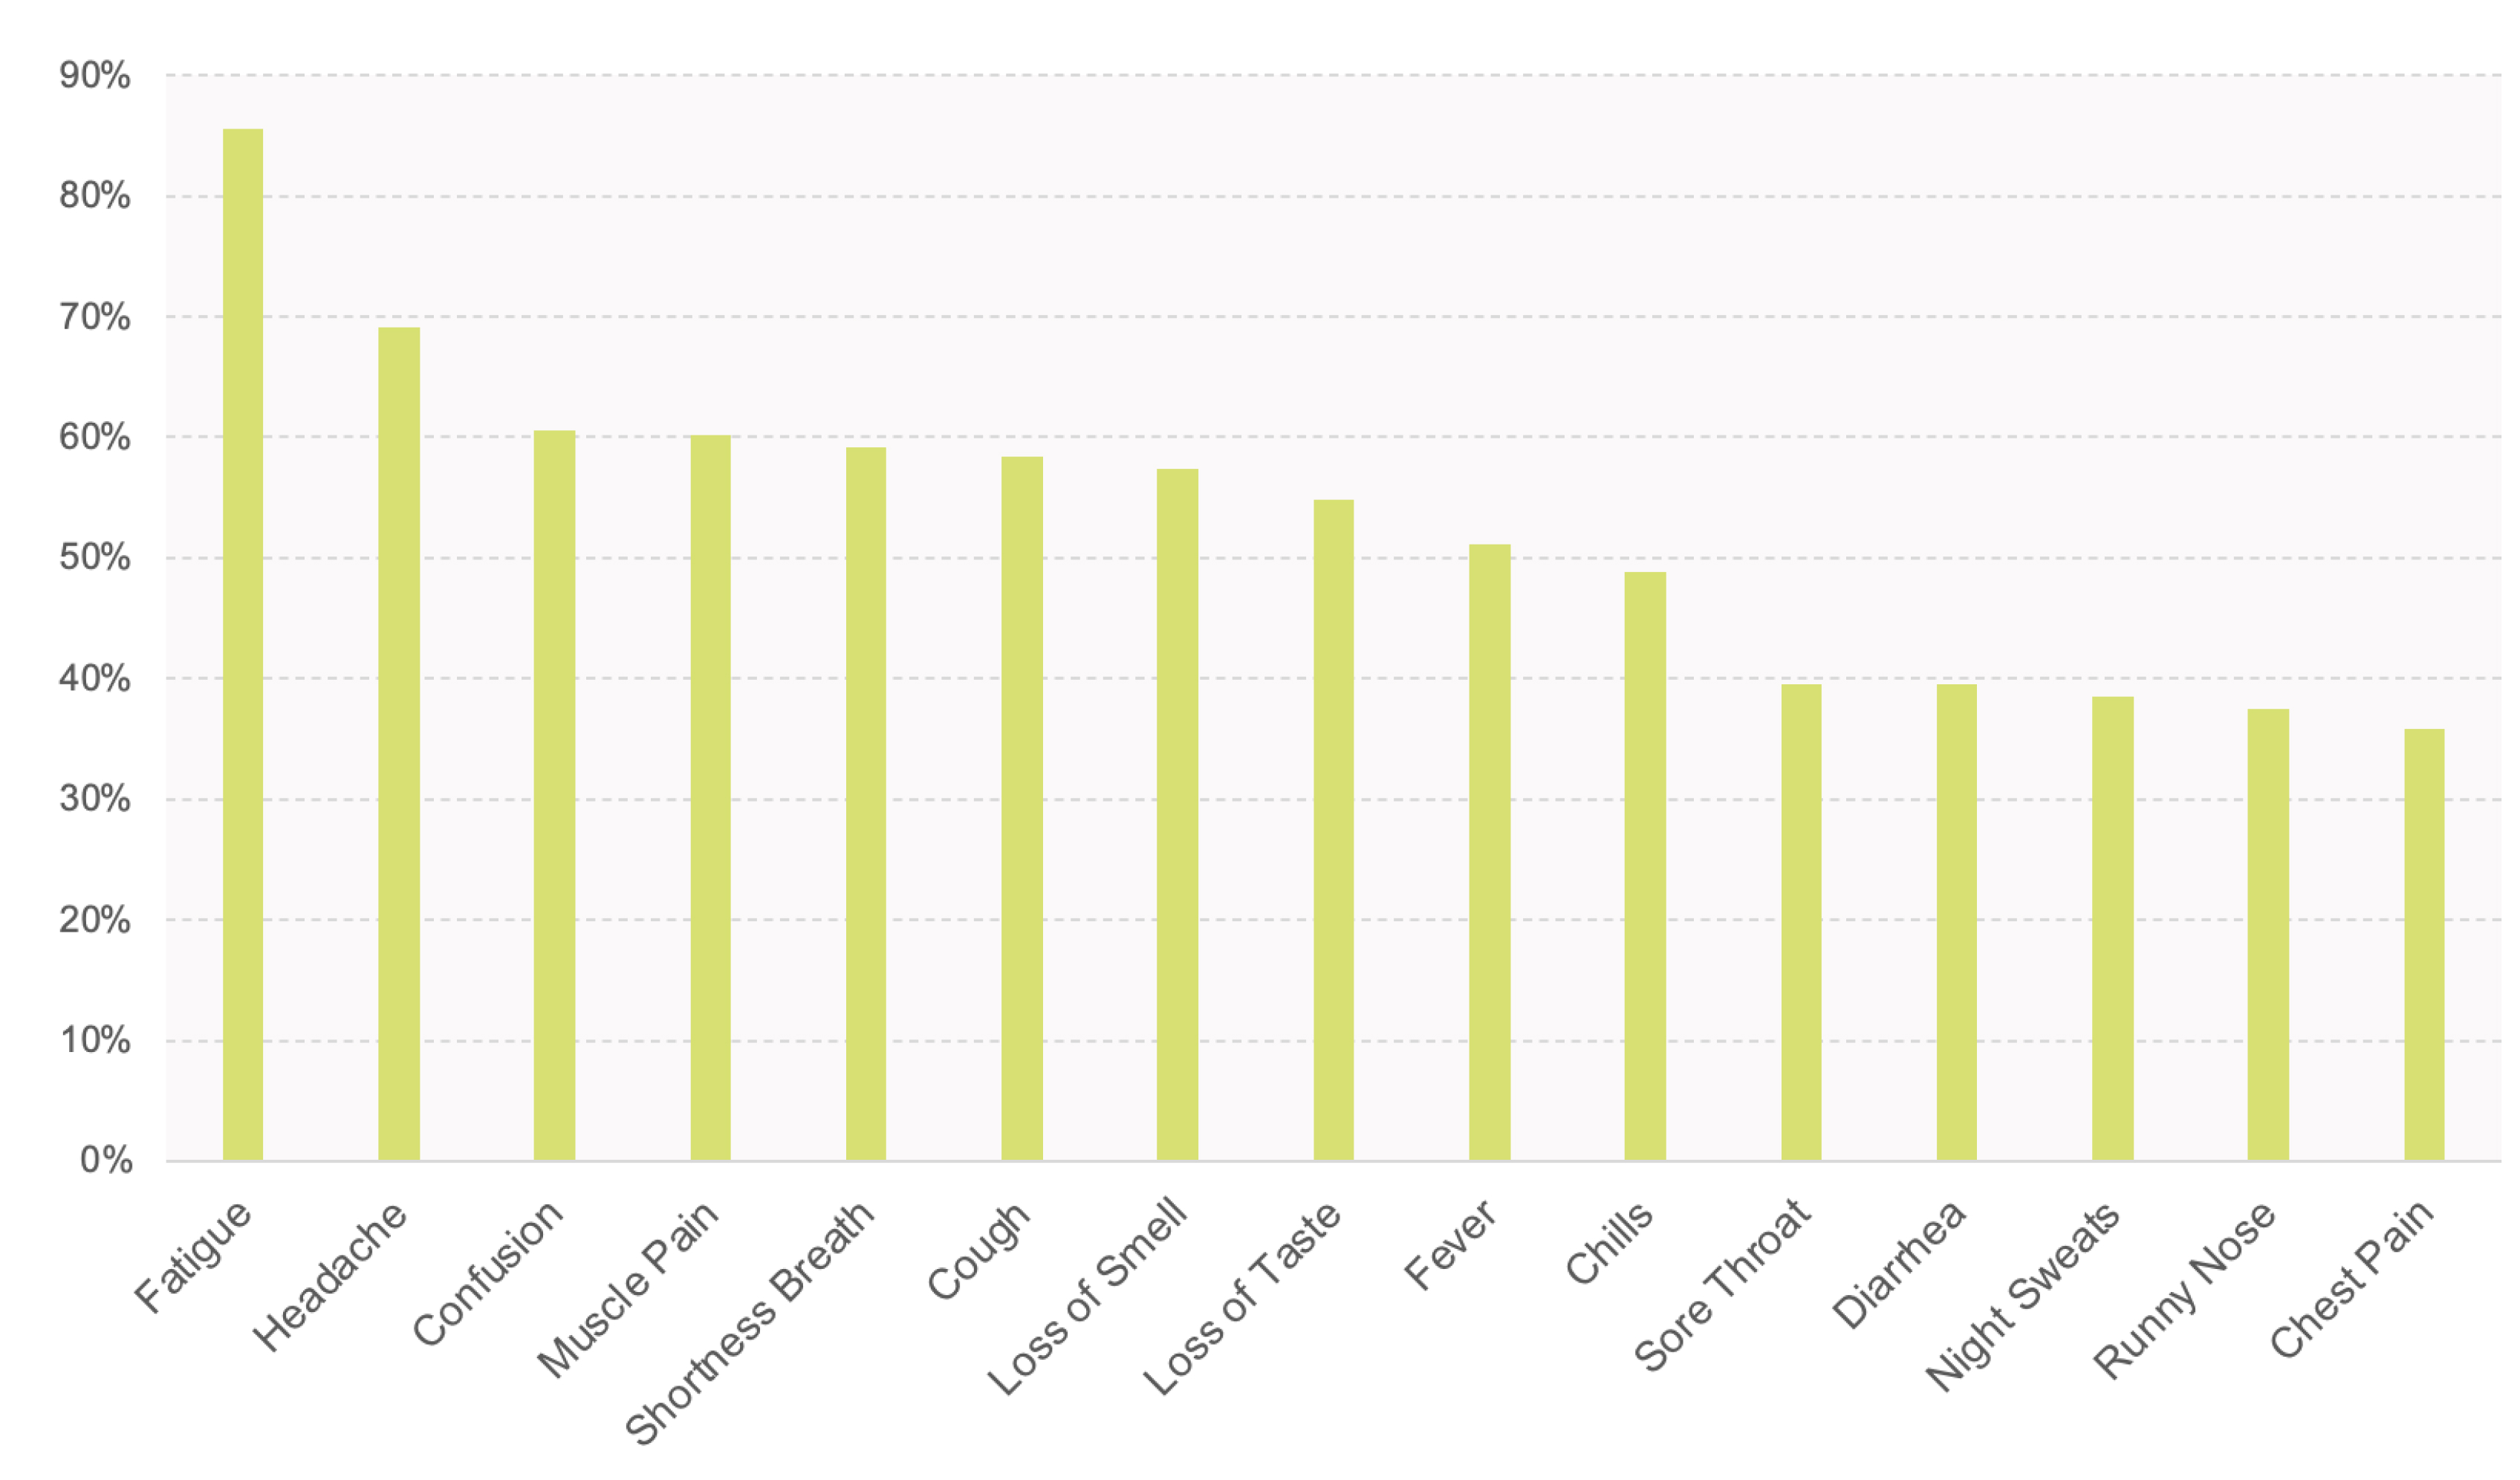 90%
80%
70%
60%
50%
40%
30%
20%
10%
0%
Fatigue
Headache
Confusion
Muscle Pain
Shortness Breath
Cough
Loss of Smell
Loss of Taste
Fever
Chills
Sore Throat
Diarrhea
Night Sweats
Runny Nose
Chest Pain